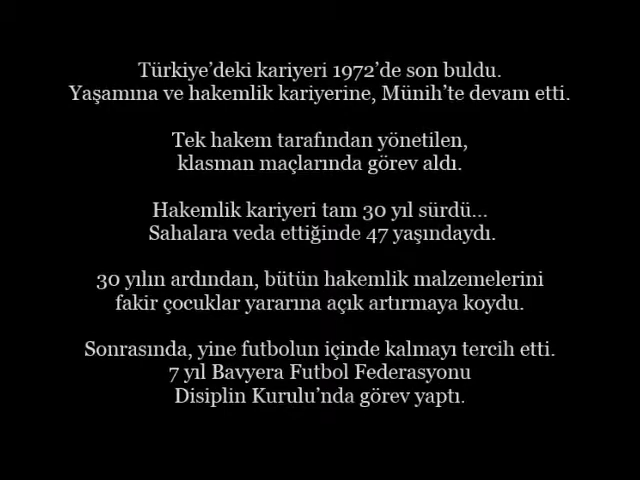 Türkiye’deki kariyeri 1972’de son buldu.
Yaşamına ve hakemlik kariyerine, Münih’te devam etti.
Tek hakem tarafından yönetilen,
klasman maçlarında görev aldı.
Hakemlik kariyeri tam 30 yıl sürdü...
Sahalara veda ettiğinde 47 yaşındaydı.
30 yılın ardından, bütün hakemlik malzemelerini
fakir çocuklar yararına açık artırmaya koydu.
Sonrasında, yine futbolun içinde kalmayı tercih etti.
7 yıl Bavyera Futbol Federasyonu
Disiplin Kurulu’nda görev yaptı.